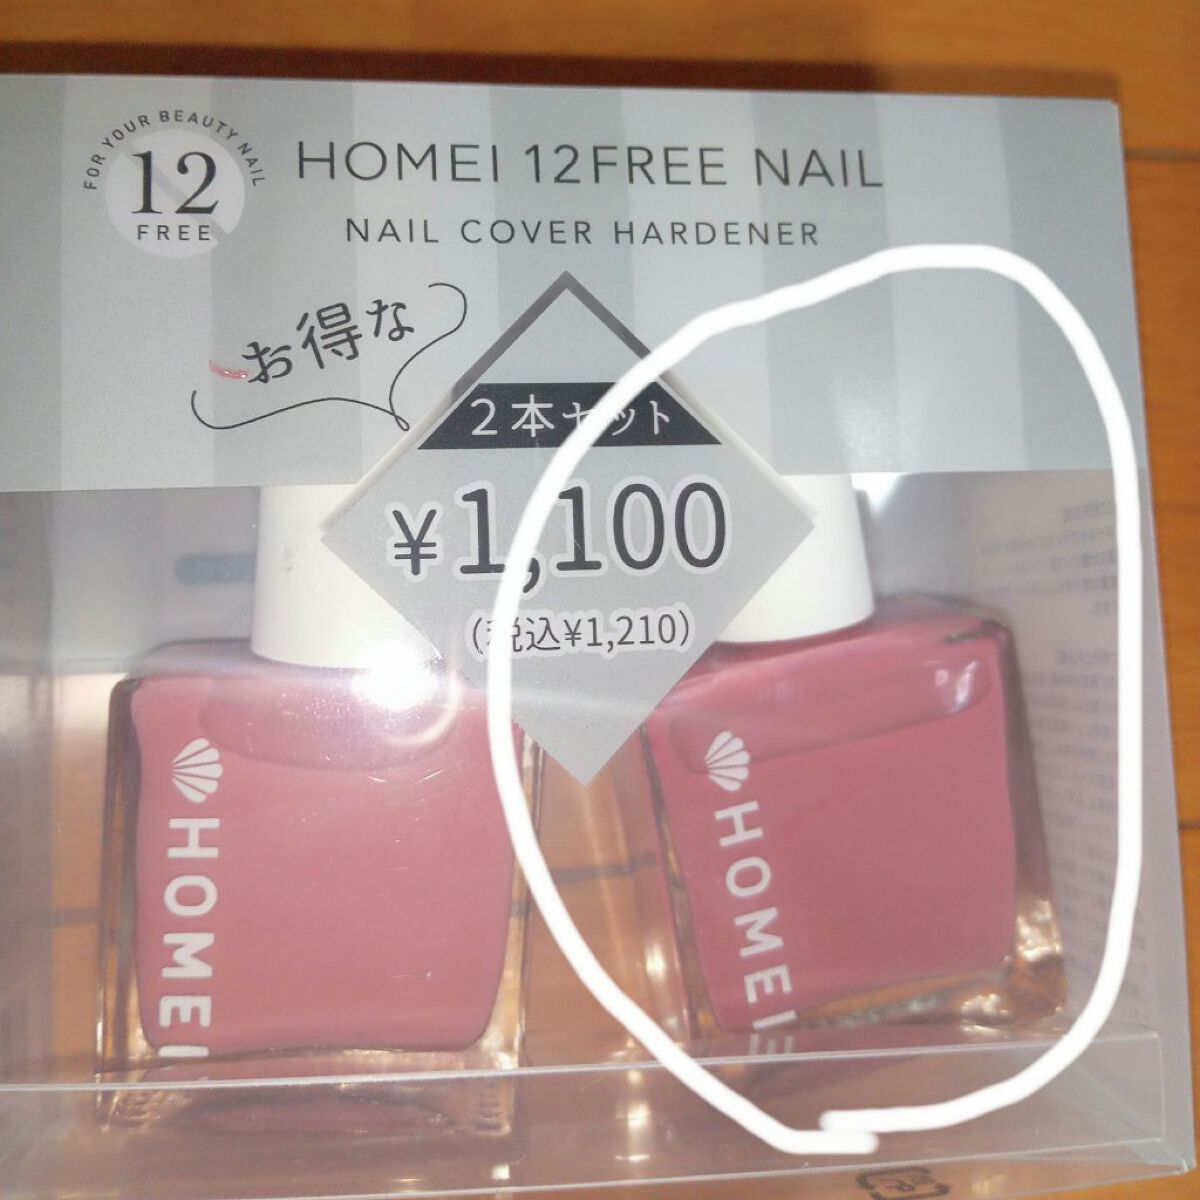 FOR YOUR BEAUTY NAIL
12
FREE
HOMEI 12FREE NAIL
NAIL COVER HARDENER
お得な
2本セット
¥1,100
(税込¥1,210)
HOMEI
HOMEI